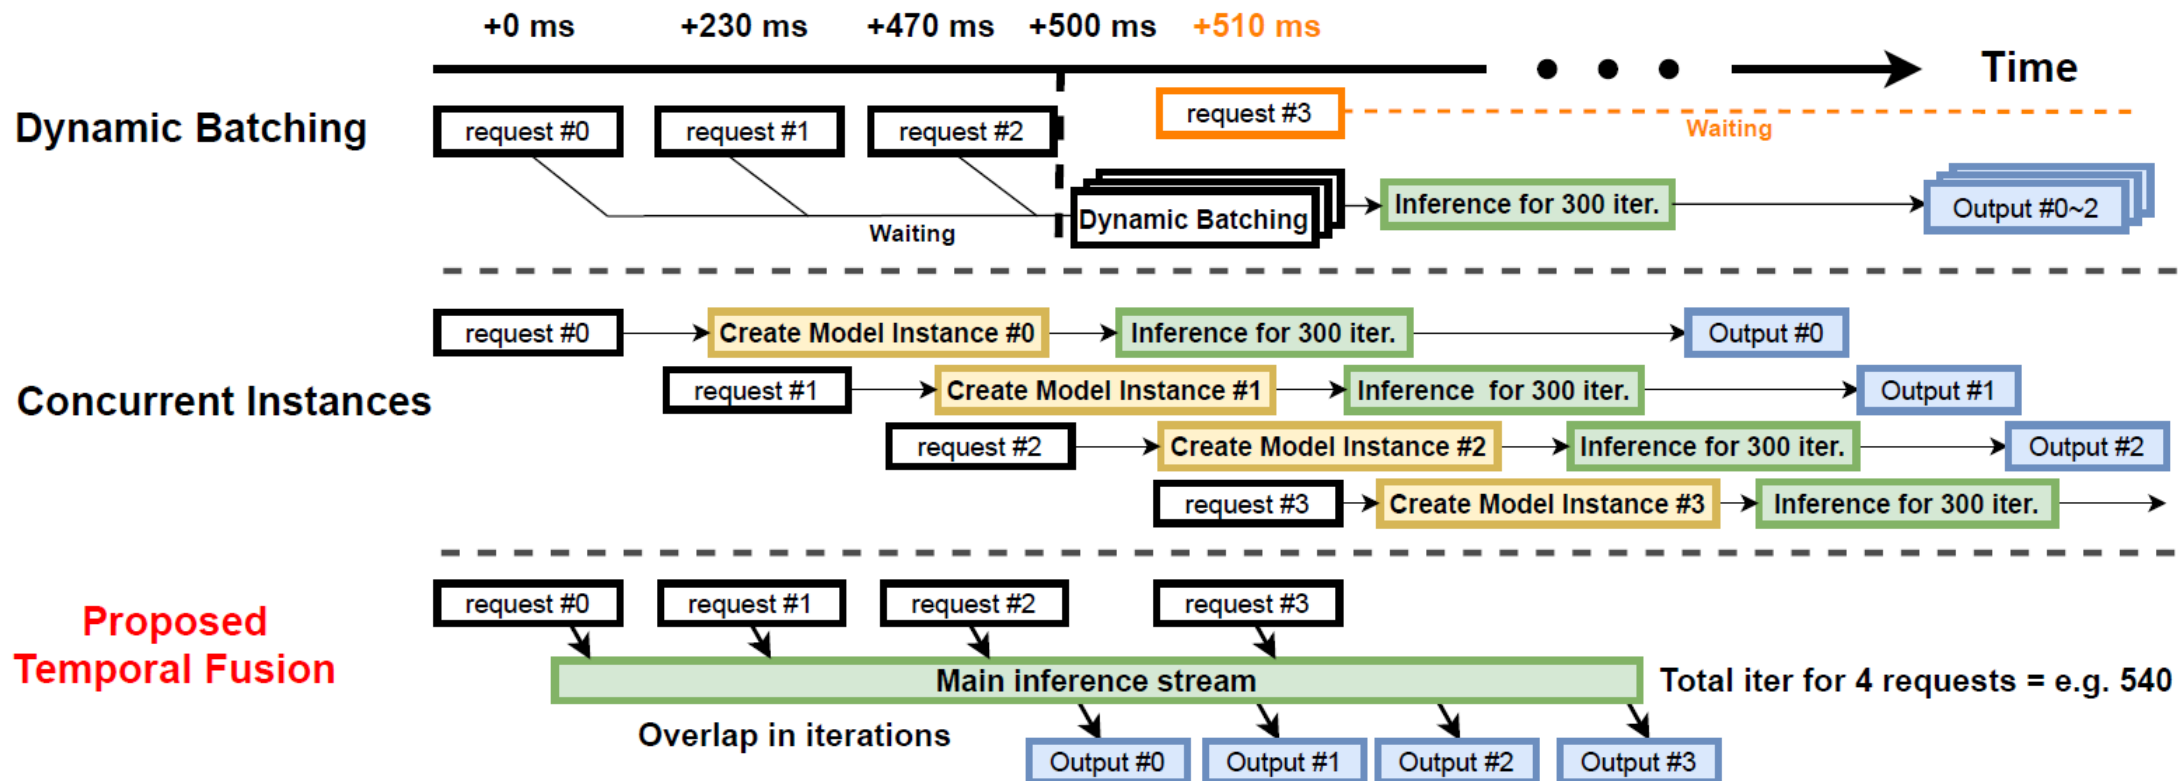 +0 ms +230 ms +470 ms +500 ms +510 ms
Time
Dynamic Batching
request #0 request #1 request #2 request #3
Waiting
Waiting
Dynamic Batching Inference for 300 iter. Output #0~2
Concurrent Instances
request #0 Create Model Instance #0 Inference for 300 iter. Output #0
request #1 Create Model Instance #1 Inference for 300 iter. Output #1
request #2 Create Model Instance #2 Inference for 300 iter. Output #2
request #3 Create Model Instance #3 Inference for 300 iter.
Proposed
Temporal Fusion
request #0 request #1 request #2 request #3
Main inference stream
Total iter for 4 requests = e.g. 540
Overlap in iterations
Output #0 Output #1 Output #2 Output #3